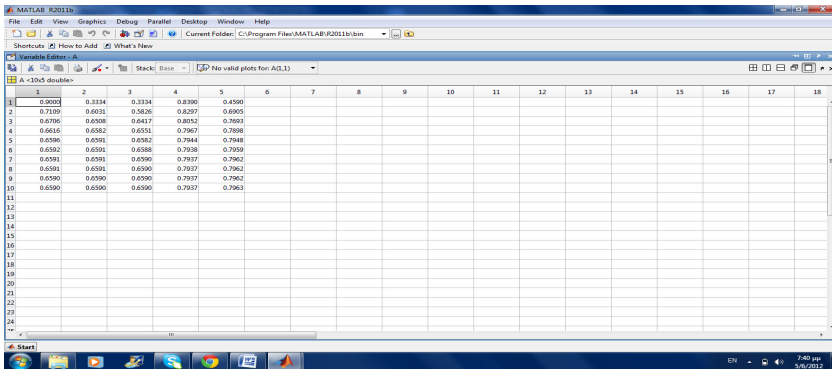 MATLAB R2011b
File Edit View Graphics Debug Parallel Desktop Window Help
Current Folder: C:\Program Files\MATLAB\R2011b\bin
Shortcuts How to Add What's New
Variable Editor - A
Stack: Base No valid plots for: A(1,1)
A <10x5 double>
1 2 3 4 5 6 7 8 9 10 11 12 13 14 15 16 17 18
1 0.9000 0.3334 0.3334 0.8390 0.4590
2 0.7109 0.6031 0.5826 0.8297 0.6905
3 0.6706 0.6508 0.6417 0.8052 0.7693
4 0.6616 0.6582 0.6551 0.7967 0.7898
5 0.6596 0.6591 0.6582 0.7944 0.7948
6 0.6592 0.6591 0.6588 0.7938 0.7959
7 0.6591 0.6591 0.6590 0.7937 0.7962
8 0.6591 0.6591 0.6590 0.7937 0.7962
9 0.6590 0.6590 0.6590 0.7937 0.7962
10 0.6590 0.6590 0.6590 0.7937 0.7963
11
12
13
14
15
16
17
18
19
20
21
22
23
24
Start
EN 7:40 μμ
5/6/2012